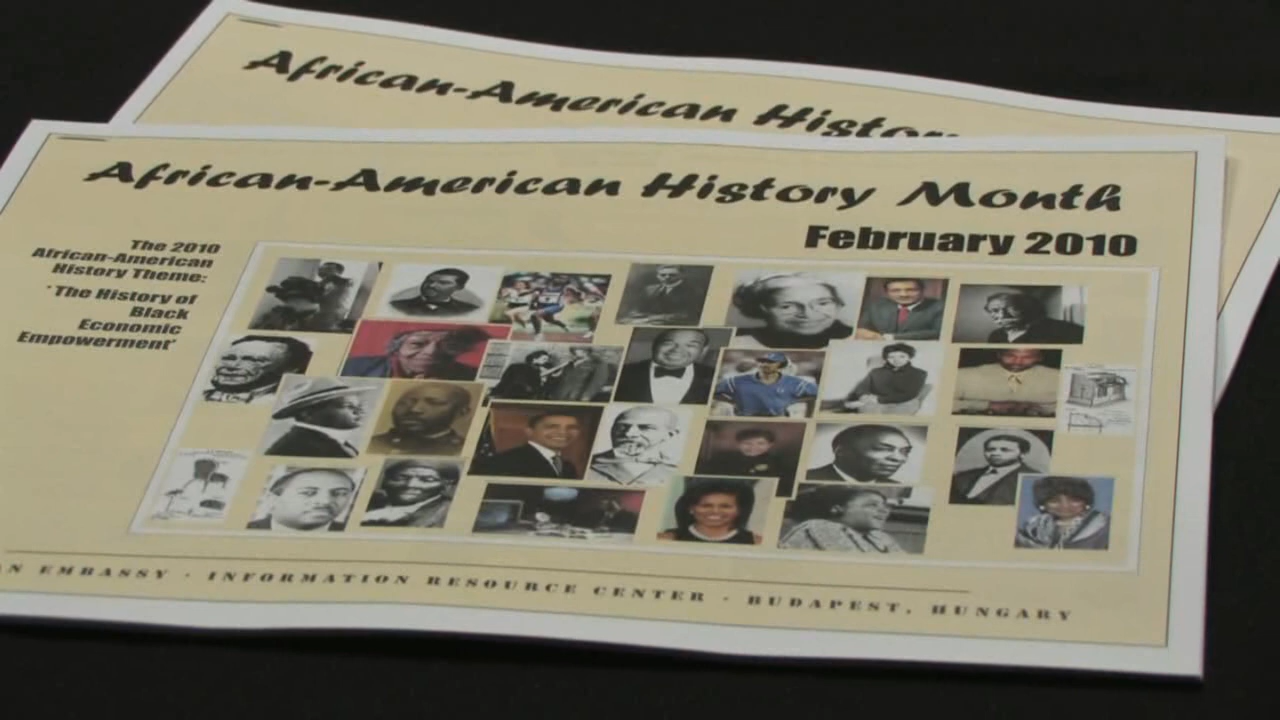 African-American Histor
African-American History Month
February 2010
The 2010
African-American
History Theme:
"The History of
Black
Economic
Empowerment"
AN EMBASSY · INFORMATION RESOURCE CENTER · BUDAPEST, HUNGARY